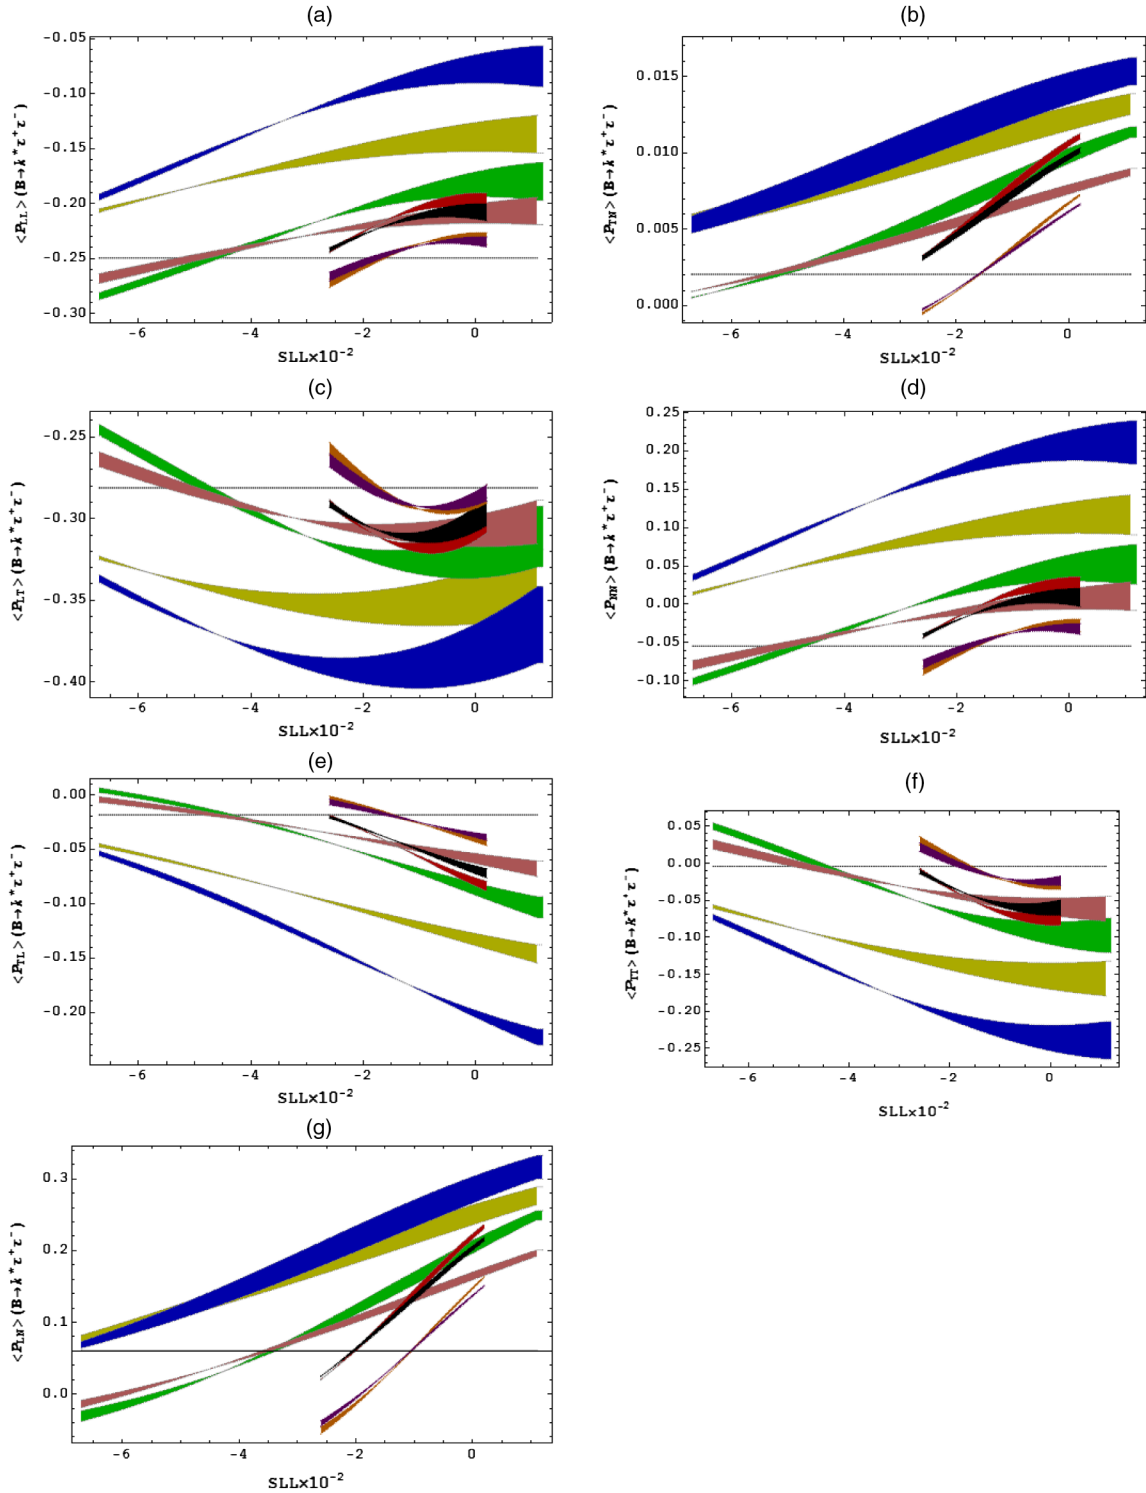 (a)
-0.05
-0.10
-0.15
-0.20
-0.25
-0.30
<P_LL>(B→k*τ⁺τ⁻)
-6 -4 -2 0
SLL×10⁻²
(b)
0.015
0.010
0.005
0.000
<P_TN>(B→k*τ⁺τ⁻)
-6 -4 -2 0
SLL×10⁻²
(c)
-0.25
-0.30
-0.35
-0.40
<P_LT>(B→k*τ⁺τ⁻)
-6 -4 -2 0
SLL×10⁻²
(d)
0.25
0.20
0.15
0.10
0.05
0.00
-0.05
-0.10
<P_NN>(B→k*τ⁺τ⁻)
-6 -4 -2 0
SLL×10⁻²
(e)
0.00
-0.05
-0.10
-0.15
-0.20
<P_TL>(B→k*τ⁺τ⁻)
-6 -4 -2 0
SLL×10⁻²
(f)
0.05
0.00
-0.05
-0.10
-0.15
-0.20
-0.25
<P_TT>(B→k*τ⁺τ⁻)
-6 -4 -2 0
SLL×10⁻²
(g)
0.3
0.2
0.1
0.0
<P_LN>(B→k*τ⁺τ⁻)
-6 -4 -2 0
SLL×10⁻²